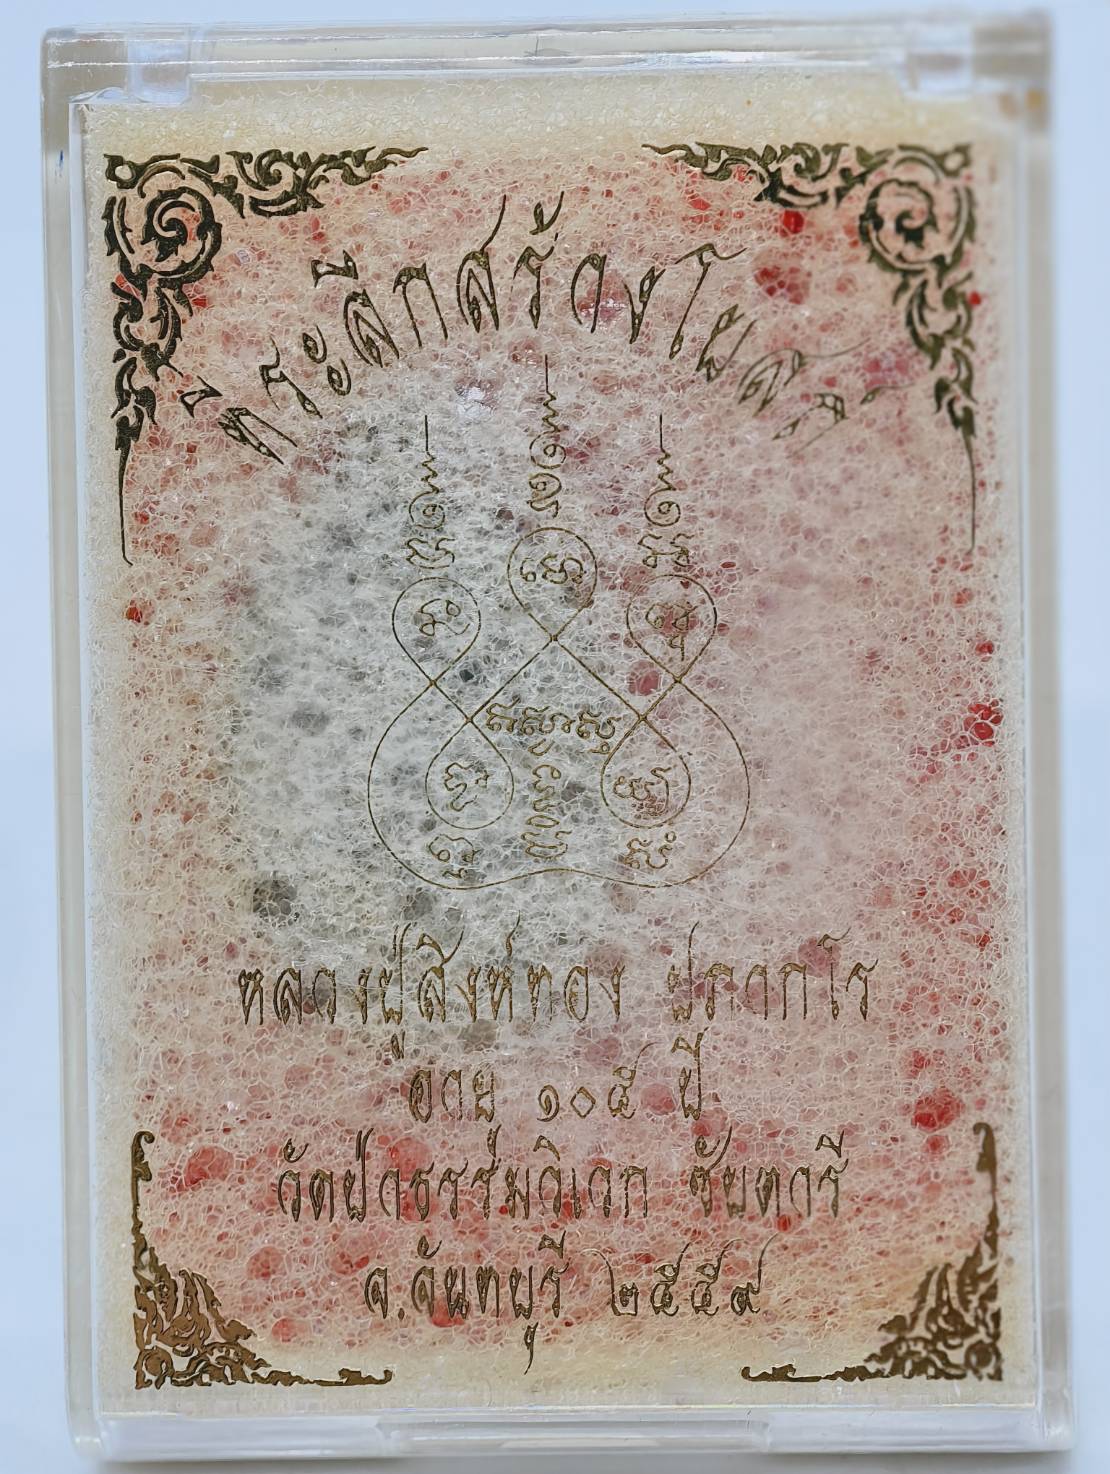 ที่ระลึกสร้างโบสถ์
หลวงปู่สิงห์ทอง ปภากโร
อายุ ๑๐๕ ปี
วัดป่าธรรมวิเวก ชัยตารี
จ.จันทบุรี ๒๕๕๙